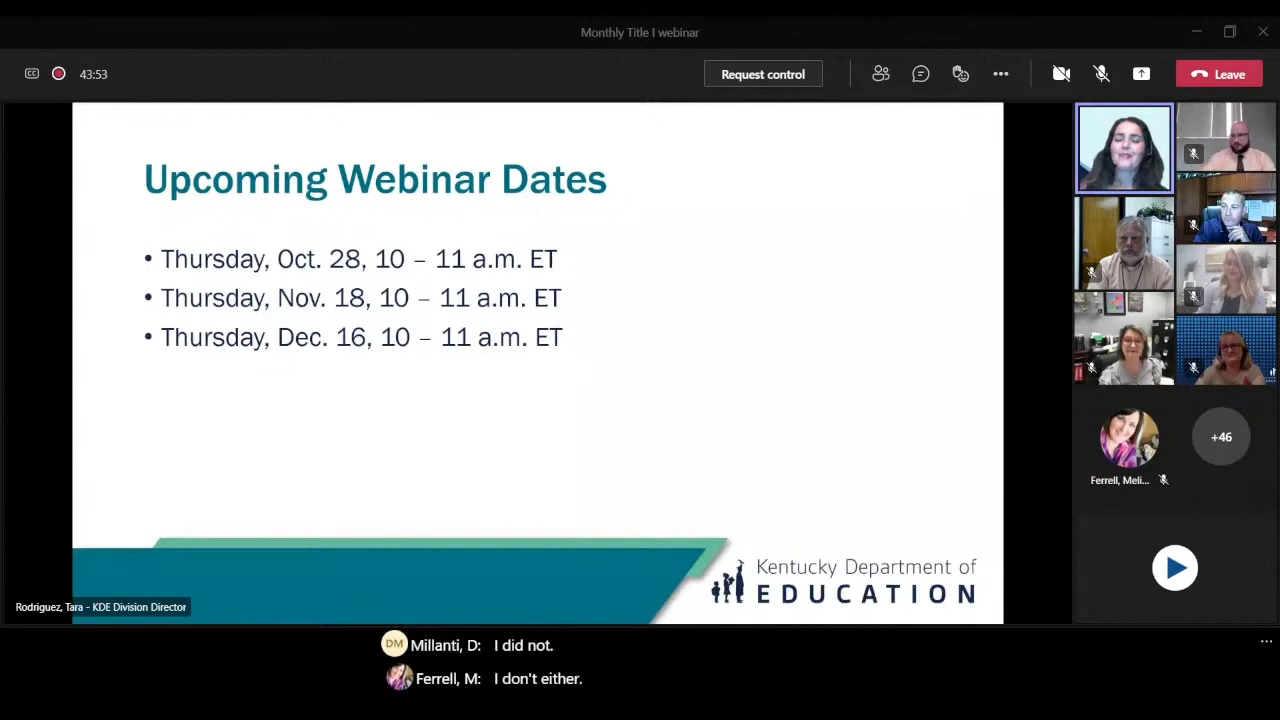 Monthly Title I webinar
CC
43:53
Request control
Leave
Upcoming Webinar Dates
• Thursday, Oct. 28, 10 – 11 a.m. ET
• Thursday, Nov. 18, 10 – 11 a.m. ET
• Thursday, Dec. 16, 10 – 11 a.m. ET
+46
Ferrell, Meli...
Kentucky Department of
EDUCATION
Rodriguez, Tara - KDE Division Director
DM Millanti, D: I did not.
Ferrell, M: I don't either.